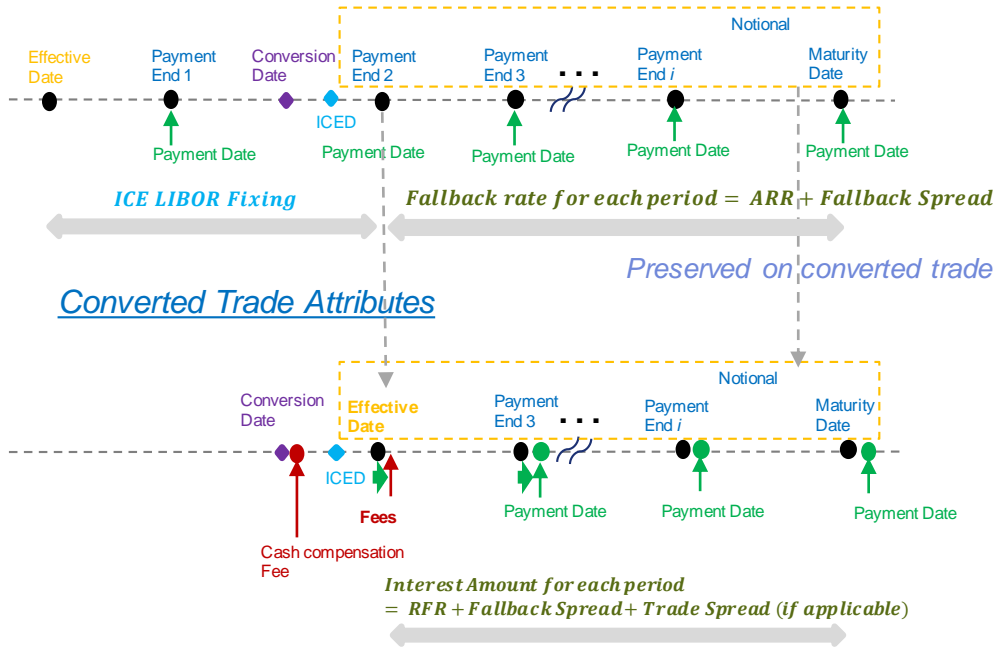 Notional
Effective
Date
Payment
End 1
Conversion
Date
Payment
End 2
Payment
End 3
...
Payment
End i
Maturity
Date
ICED
Payment Date
Payment Date
Payment Date
Payment Date
Payment Date
ICE LIBOR Fixing
Fallback rate for each period = ARR + Fallback Spread
Preserved on converted trade
Converted Trade Attributes
Notional
Conversion
Date
Effective
Date
Payment
End 3
...
Payment
End i
Maturity
Date
ICED
Fees
Payment Date
Payment Date
Payment Date
Cash compensation
Fee
Interest Amount for each period
= RFR + Fallback Spread + Trade Spread (if applicable)